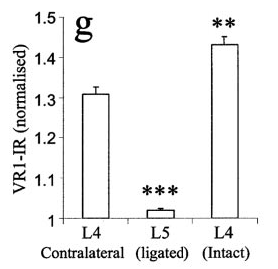 g
VR1-IR (normalised)
1.5
1.4
1.3
1.2
1.1
1
***
**
L4 L5 L4
Contralateral (ligated) (Intact)